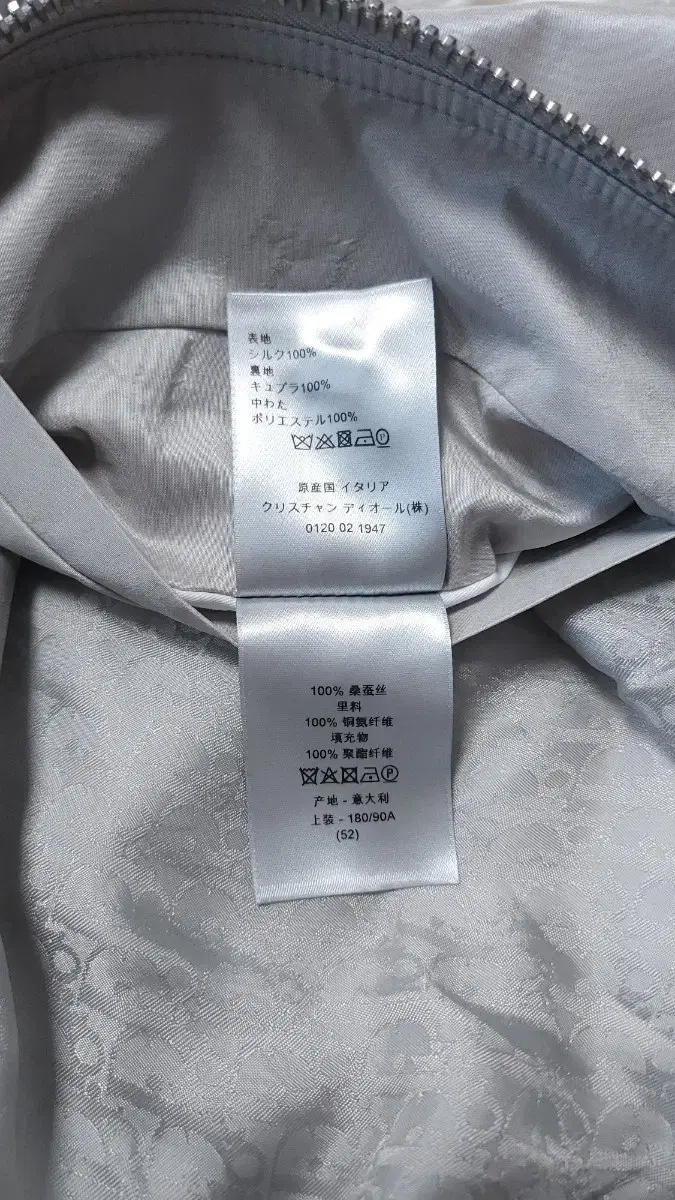 表地
シルク100%
裏地
キュプラ100%
中わた
ポリエステル100%
原産国 イタリア
クリスチャン ディオール(株)
0120 02 1947
100% 桑蚕丝
里料
100% 铜氨纤维
填充物
100% 聚酯纤维
产地 - 意大利
上装 - 180/90A
(52)